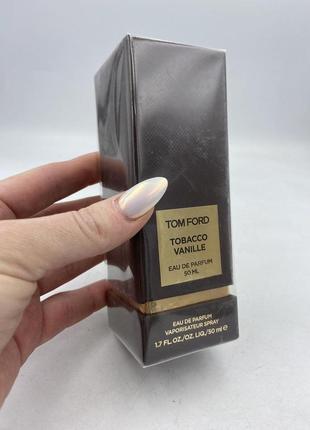 TOM FORD
TOBACCO
VANILLE
EAU DE PARFUM
50 ML
EAU DE PARFUM
VAPORISATEUR SPRAY
1.7 FL.OZ./OZ. LIQ./50 ml e